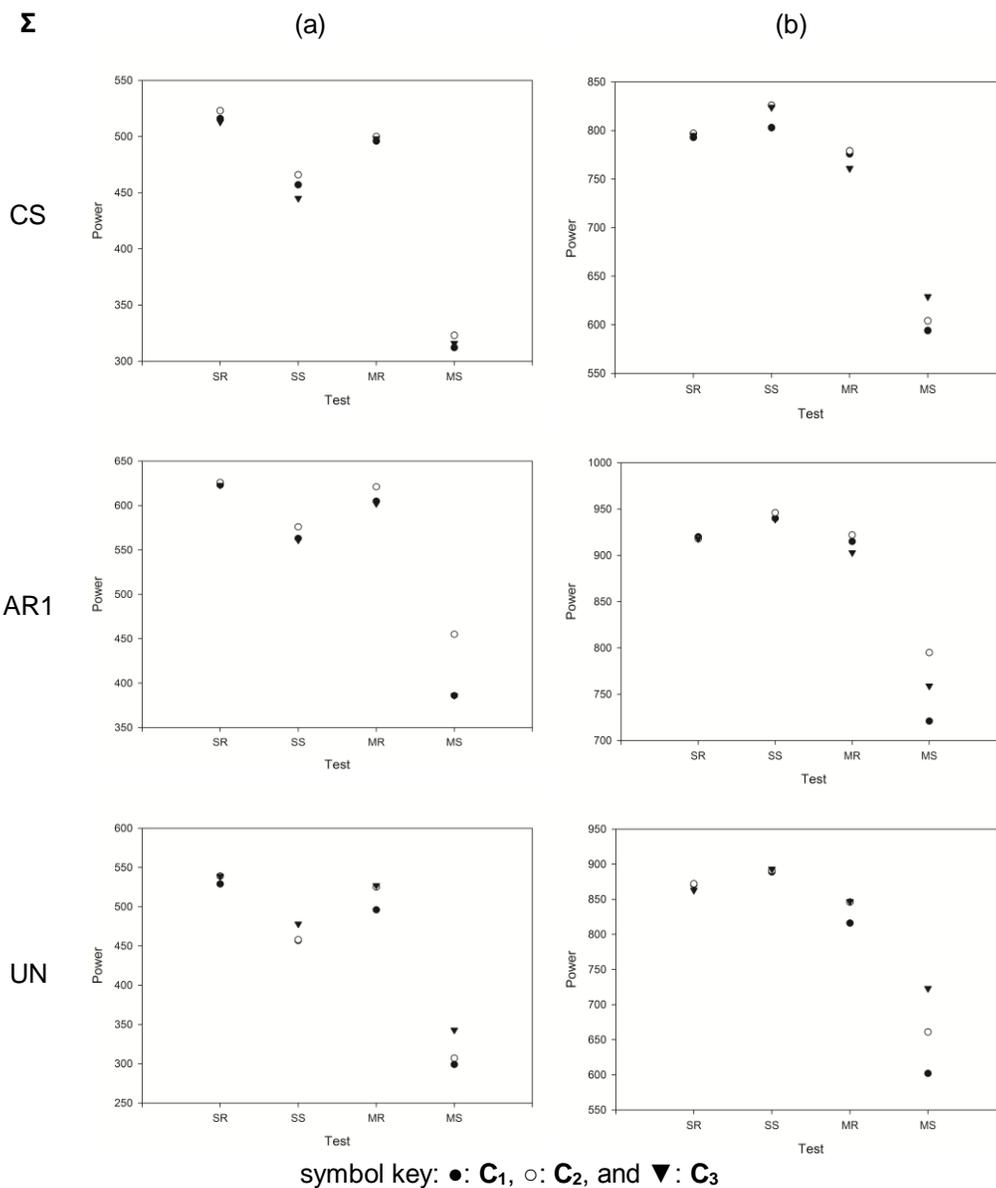 Σ (a) (b)
CS
550
500
450
400
350
300
Power
SR SS MR MS
Test
850
800
750
700
650
600
550
Power
SR SS MR MS
Test
AR1
650
600
550
500
450
400
350
Power
SR SS MR MS
Test
1000
950
900
850
800
750
700
Power
SR SS MR MS
Test
UN
600
550
500
450
400
350
300
250
Power
SR SS MR MS
Test
950
900
850
800
750
700
650
600
550
Power
SR SS MR MS
Test
symbol key: ●: C₁, ○: C₂, and ▼: C₃